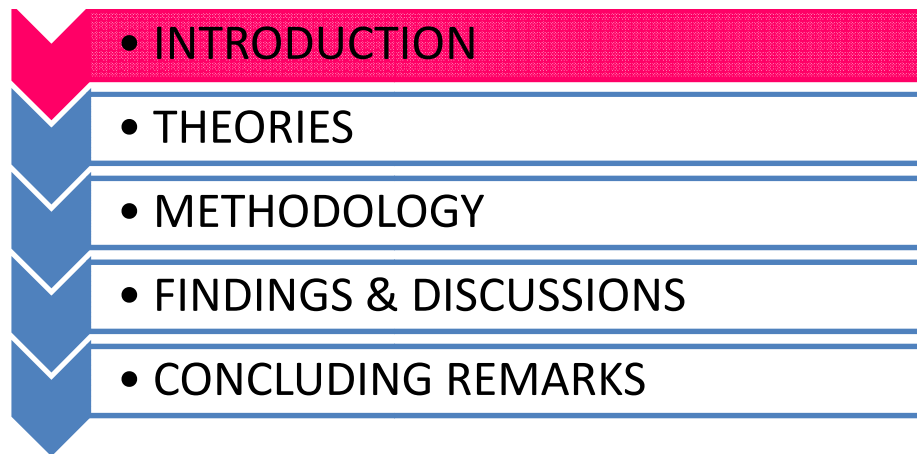 • INTRODUCTION
• THEORIES
• METHODOLOGY
• FINDINGS & DISCUSSIONS
• CONCLUDING REMARKS